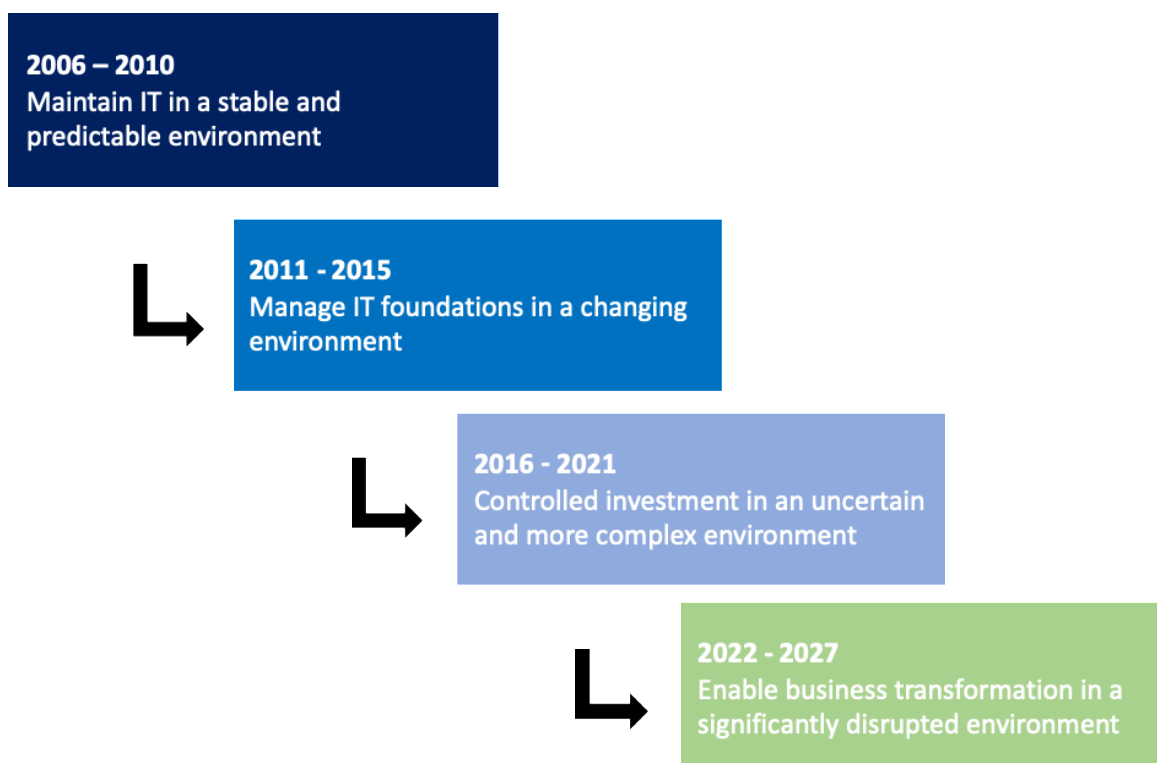 2006 – 2010
Maintain IT in a stable and
predictable environment
2011 - 2015
Manage IT foundations in a changing
environment
2016 - 2021
Controlled investment in an uncertain
and more complex environment
2022 - 2027
Enable business transformation in a
significantly disrupted environment